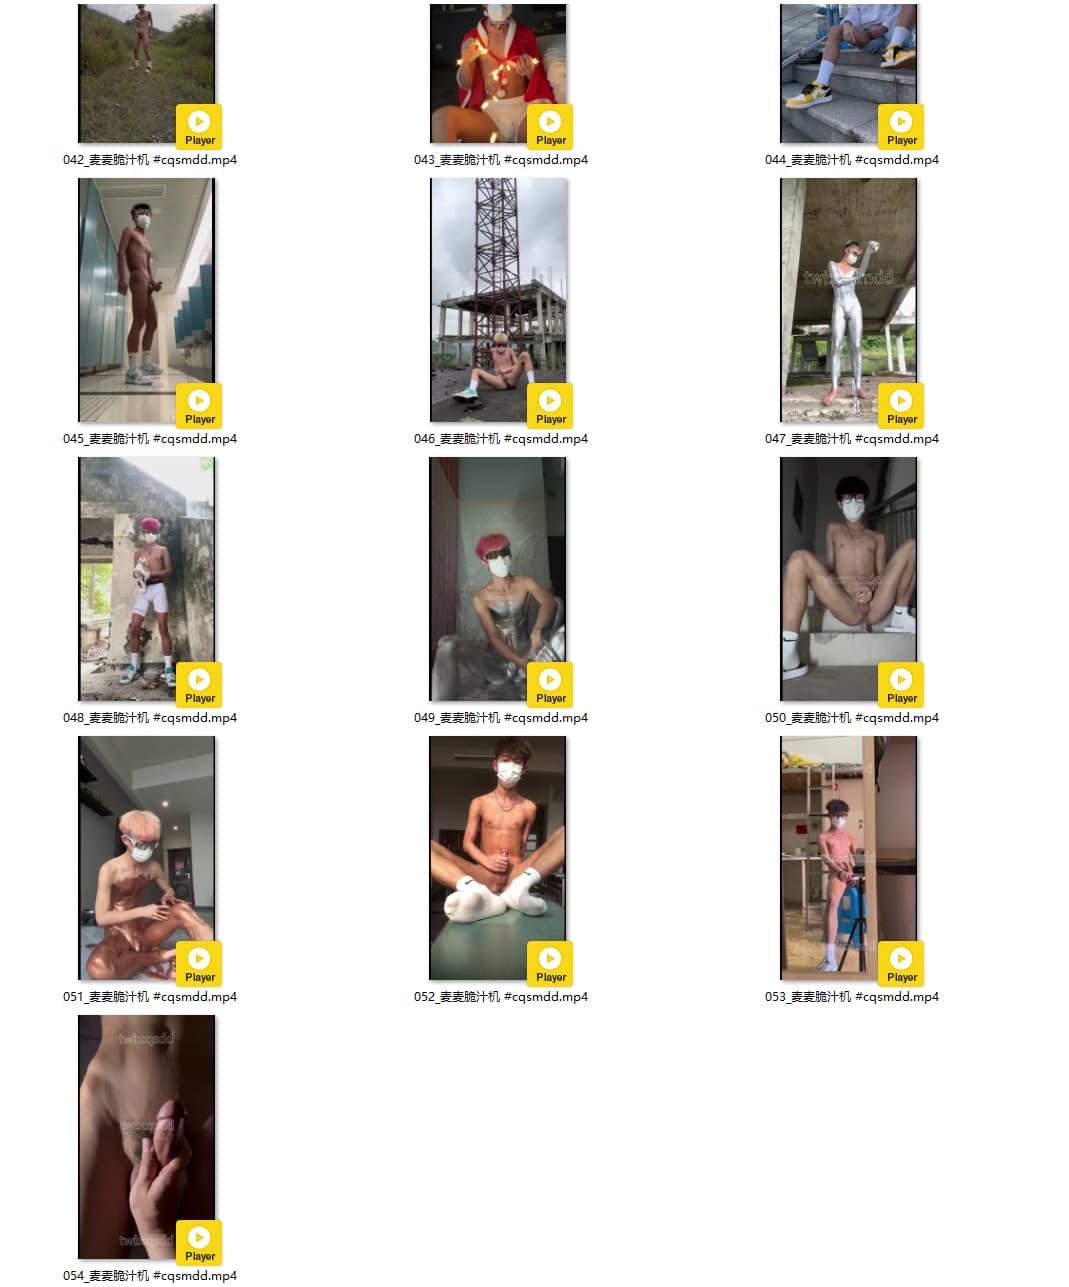 Player
Player
Player
042_麦麦脆汁机 #cqsmdd.mp4
043_麦麦脆汁机 #cqsmdd.mp4
044_麦麦脆汁机 #cqsmdd.mp4
Player
Player
Player
045_麦麦脆汁机 #cqsmdd.mp4
046_麦麦脆汁机 #cqsmdd.mp4
047_麦麦脆汁机 #cqsmdd.mp4
Player
Player
Player
048_麦麦脆汁机 #cqsmdd.mp4
049_麦麦脆汁机 #cqsmdd.mp4
050_麦麦脆汁机 #cqsmdd.mp4
Player
Player
Player
051_麦麦脆汁机 #cqsmdd.mp4
052_麦麦脆汁机 #cqsmdd.mp4
053_麦麦脆汁机 #cqsmdd.mp4
Player
054_麦麦脆汁机 #cqsmdd.mp4